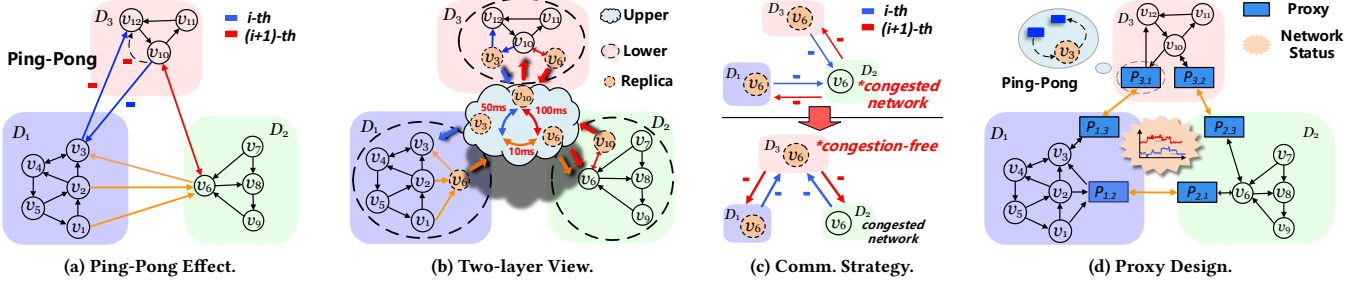 D3
v12
v11
v10
i-th
(i+1)-th
Ping-Pong
D1
v3
v4
v2
v5
v1
D2
v7
v6
v8
v9
(a) Ping-Pong Effect.
D3
v12
v11
v10
v3
v6
Upper
Lower
Replica
v10
50ms
100ms
v3
v6
10ms
D1
v3
v4
v2
v6
v5
v1
D2
v10
v7
v6
v8
v9
(b) Two-layer View.
D3
v6
i-th
(i+1)-th
D1
v6
D2
v6
*congested
network
D3
v6
*congestion-free
D1
v6
D2
v6
congested
network
(c) Comm. Strategy.
v3
Ping-Pong
D3
v12
v11
v10
P3,1
P3,2
Proxy
Network
Status
D1
P1,3
P2,3
D2
v3
v4
v2
v5
v1
P1,2
P2,1
v7
v6
v8
v9
(d) Proxy Design.